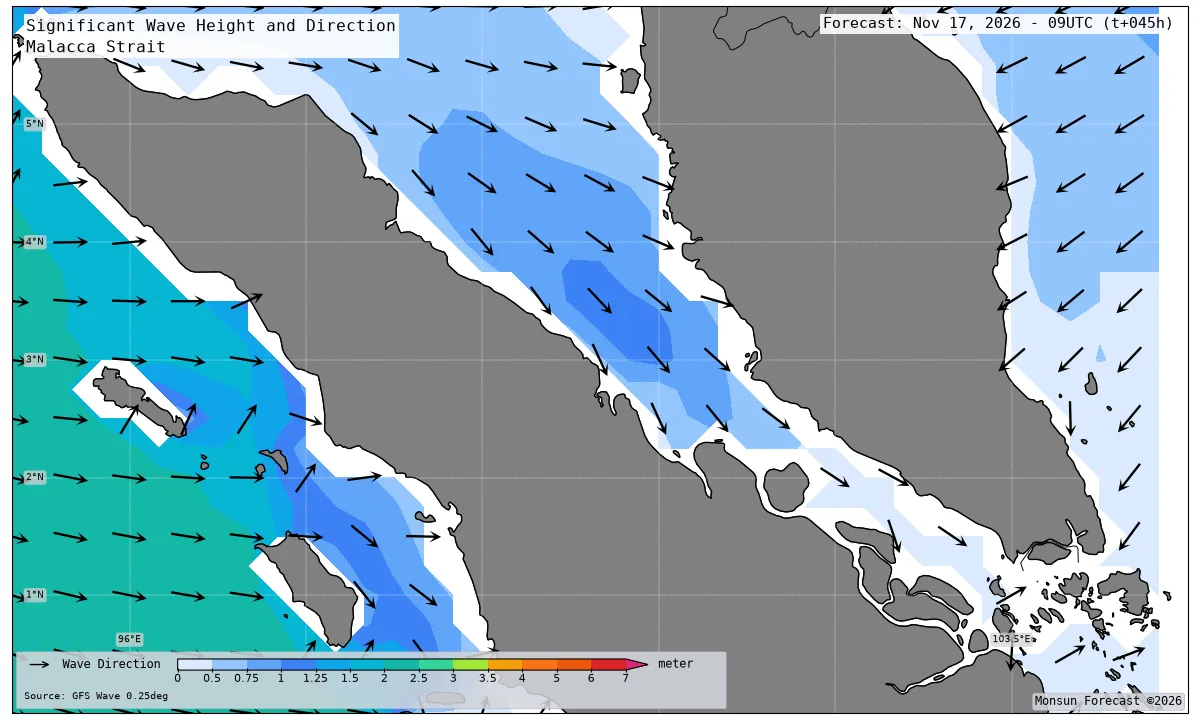 Significant Wave Height and Direction
Malacca Strait
Forecast: Nov 17, 2026 - 09UTC (t+045h)
5°N
4°N
3°N
2°N
1°N
96°E
103.5°E
Wave Direction
meter
0 0.5 0.75 1 1.25 1.5 2 2.5 3 3.5 4 5 6 7
Source: GFS Wave 0.25deg
Monsun Forecast ©2026